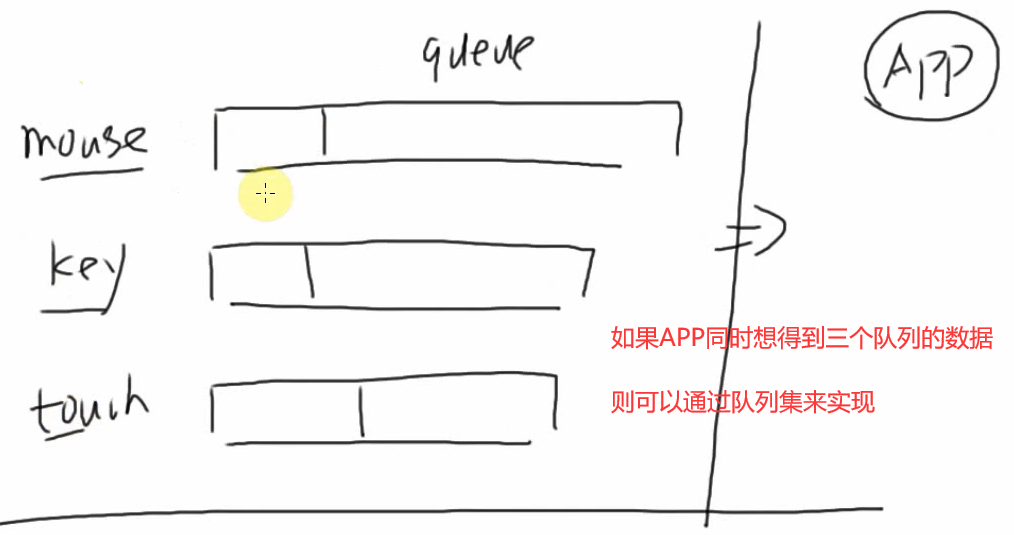 queue
APP
mouse
key
touch
如果APP同时想得到三个队列的数据
则可以通过队列集来实现